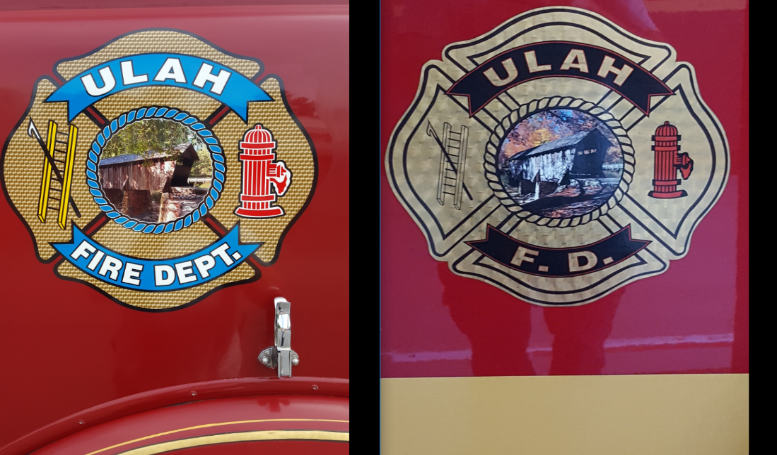 ULAH
FIRE DEPT.
ULAH
F. D.